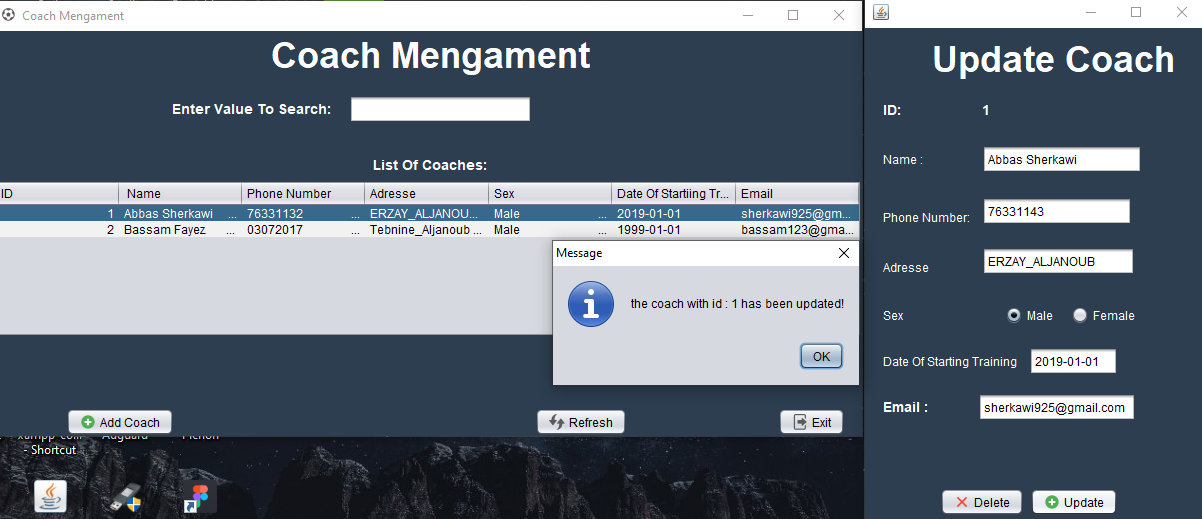 Coach Mengament
Coach Mengament
Enter Value To Search:
List Of Coaches:
ID Name Phone Number Adresse Sex Date Of Startiing Tr... Email
1 Abbas Sherkawi ... 76331132 ... ERZAY_ALJANOU... Male ... 2019-01-01 sherkawi925@gm...
2 Bassam Fayez ... 03072017 ... Tebnine_Aljanoub ... Male ... 1999-01-01 bassam123@gma...
Message
the coach with id : 1 has been updated!
OK
Add Coach Refresh Exit
- Shortcut
Update Coach
ID: 1
Name : Abbas Sherkawi
Phone Number: 76331143
Adresse ERZAY_ALJANOUB
Sex Male Female
Date Of Starting Training 2019-01-01
Email : sherkawi925@gmail.com
Delete Update